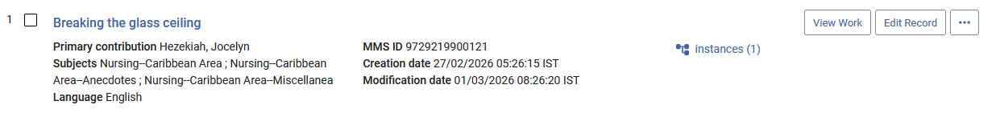 1 Breaking the glass ceiling View Work Edit Record ...
Primary contribution Hezekiah, Jocelyn MMS ID 9729219900121 instances (1)
Subjects Nursing--Caribbean Area ; Nursing--Caribbean Creation date 27/02/2026 05:26:15 IST
Area--Anecdotes ; Nursing--Caribbean Area--Miscellanea Modification date 01/03/2026 08:26:20 IST
Language English